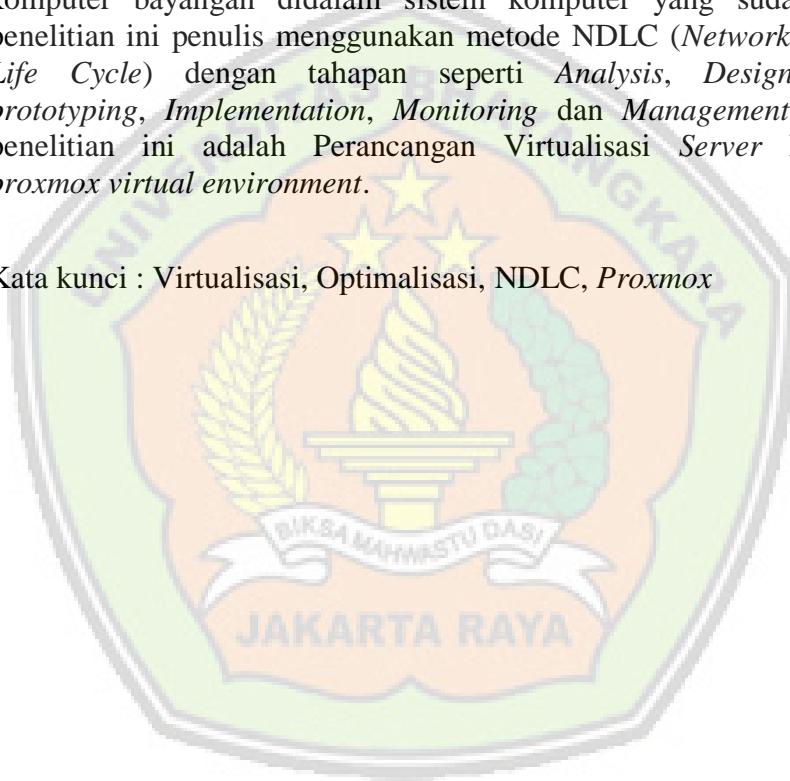 komputer bayangan didalam sistem komputer yang suda
penelitian ini penulis menggunakan metode NDLC (Network
Life Cycle) dengan tahapan seperti Analysis, Design
prototyping, Implementation, Monitoring dan Management
penelitian ini adalah Perancangan Virtualisasi Server
proxmox virtual environment.
Kata kunci : Virtualisasi, Optimalisasi, NDLC, Proxmox
UNIVERSITAS BHAYANGKARA
BIKSA MAHWASTU DASI
JAKARTA RAYA